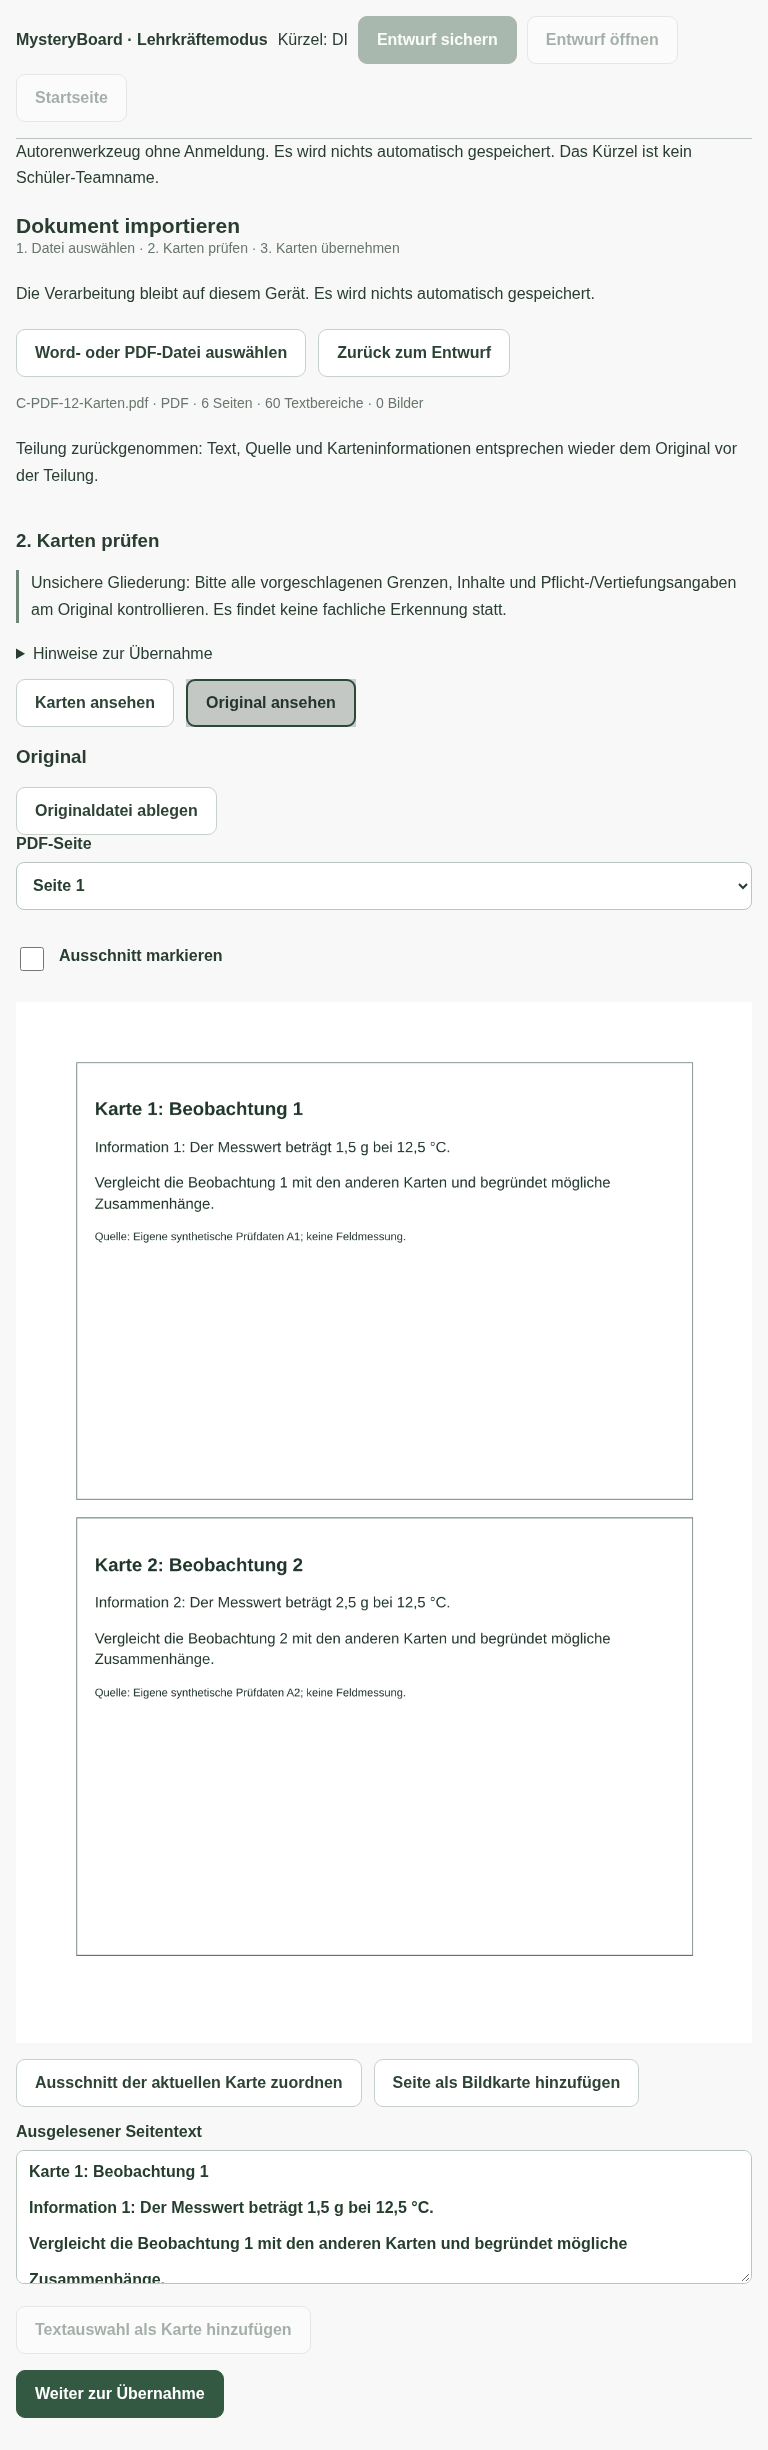 MysteryBoard · Lehrkräftemodus Kürzel: DI Entwurf sichern Entwurf öffnen
Startseite
Autorenwerkzeug ohne Anmeldung. Es wird nichts automatisch gespeichert. Das Kürzel ist kein
Schüler-Teamname.
Dokument importieren
1. Datei auswählen · 2. Karten prüfen · 3. Karten übernehmen
Die Verarbeitung bleibt auf diesem Gerät. Es wird nichts automatisch gespeichert.
Word- oder PDF-Datei auswählen Zurück zum Entwurf
C-PDF-12-Karten.pdf · PDF · 6 Seiten · 60 Textbereiche · 0 Bilder
Teilung zurückgenommen: Text, Quelle und Karteninformationen entsprechen wieder dem Original vor
der Teilung.
2. Karten prüfen
Unsichere Gliederung: Bitte alle vorgeschlagenen Grenzen, Inhalte und Pflicht-/Vertiefungsangaben
am Original kontrollieren. Es findet keine fachliche Erkennung statt.
Hinweise zur Übernahme
Karten ansehen Original ansehen
Original
Originaldatei ablegen
PDF-Seite
Seite 1
Ausschnitt markieren
Karte 1: Beobachtung 1
Information 1: Der Messwert beträgt 1,5 g bei 12,5 °C.
Vergleicht die Beobachtung 1 mit den anderen Karten und begründet mögliche
Zusammenhänge.
Quelle: Eigene synthetische Prüfdaten A1; keine Feldmessung.
Karte 2: Beobachtung 2
Information 2: Der Messwert beträgt 2,5 g bei 12,5 °C.
Vergleicht die Beobachtung 2 mit den anderen Karten und begründet mögliche
Zusammenhänge.
Quelle: Eigene synthetische Prüfdaten A2; keine Feldmessung.
Ausschnitt der aktuellen Karte zuordnen Seite als Bildkarte hinzufügen
Ausgelesener Seitentext
Karte 1: Beobachtung 1
Information 1: Der Messwert beträgt 1,5 g bei 12,5 °C.
Vergleicht die Beobachtung 1 mit den anderen Karten und begründet mögliche
Zusammenhänge.
Textauswahl als Karte hinzufügen
Weiter zur Übernahme